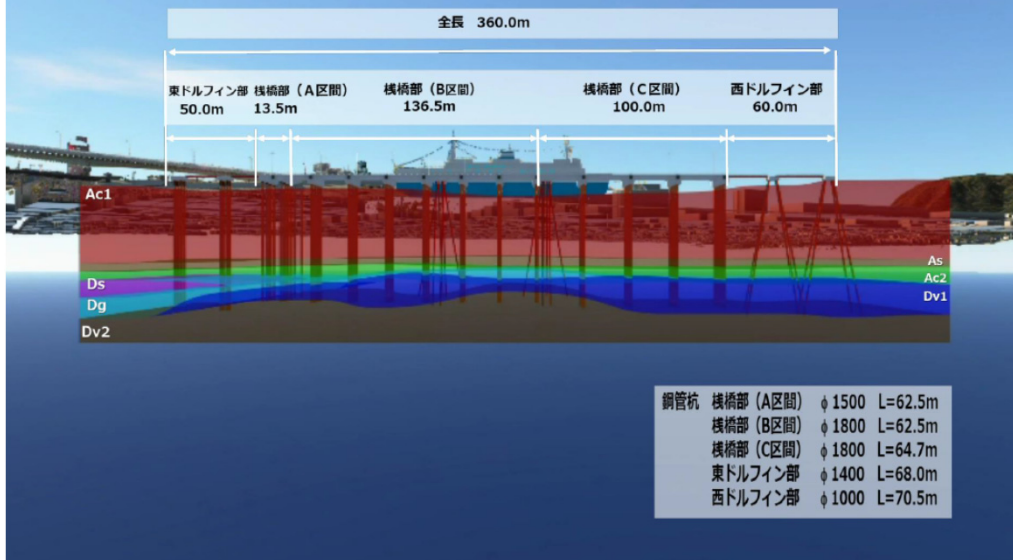 全長 360.0m
東ドルフィン部 桟橋部（A区間） 桟橋部（B区間） 桟橋部（C区間） 西ドルフィン部
50.0m 13.5m 136.5m 100.0m 60.0m
Ac1
As
Ac2
Ds
Dv1
Dg
Dv2
鋼管杭 桟橋部（A区間） φ1500 L=62.5m
桟橋部（B区間） φ1800 L=62.5m
桟橋部（C区間） φ1800 L=64.7m
東ドルフィン部 φ1400 L=68.0m
西ドルフィン部 φ1000 L=70.5m